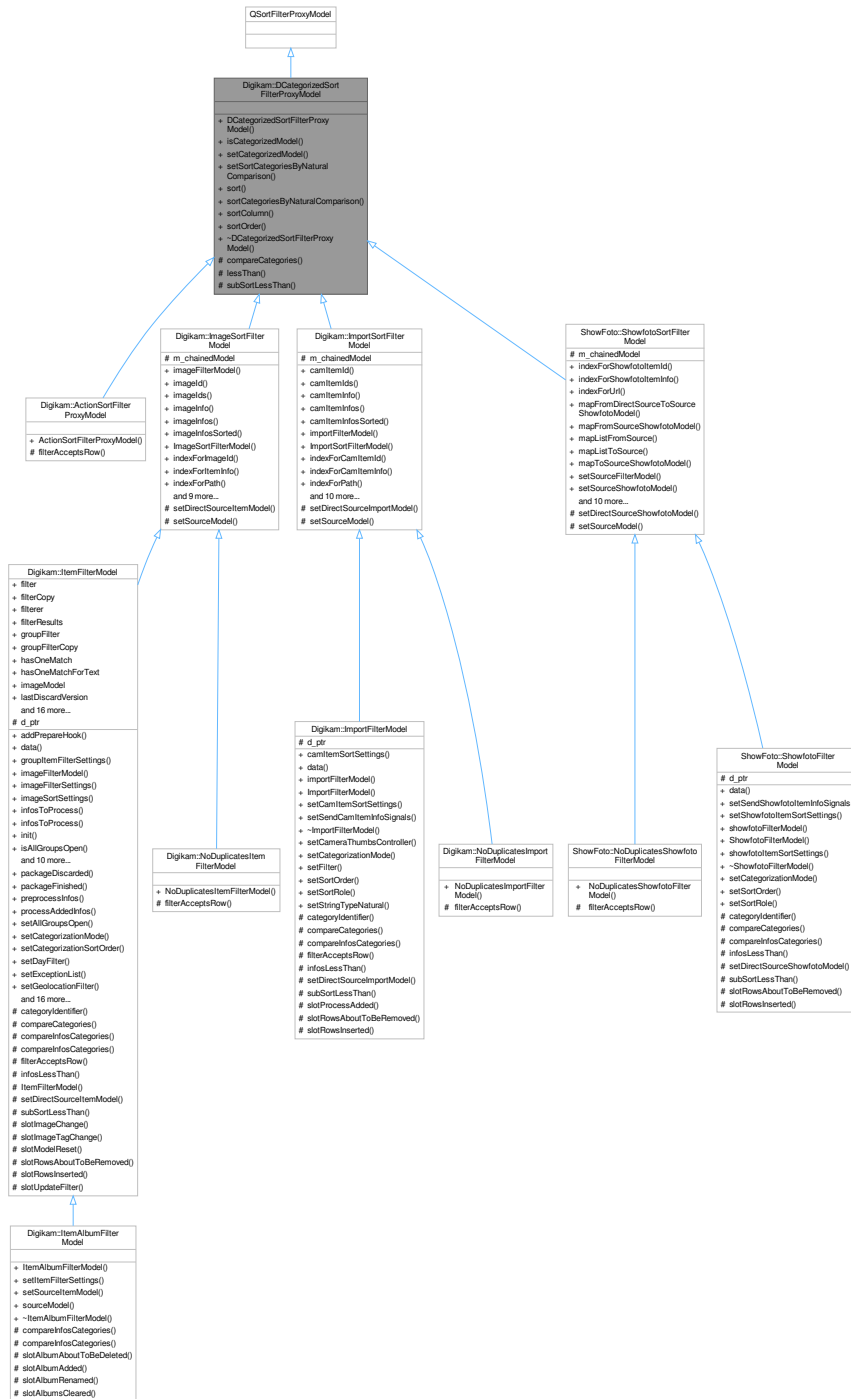 QSortFilterProxyModel
Digikam::DCategorizedSort
FilterProxyModel
+ DCategorizedSortFilterProxy
Model()
+ isCategorizedModel()
+ setCategorizedModel()
+ setSortCategoriesByNatural
Comparison()
+ sort()
+ sortCategoriesByNaturalComparison()
+ sortColumn()
+ sortOrder()
+ ~DCategorizedSortFilterProxy
Model()
# compareCategories()
# lessThan()
# subSortLessThan()
Digikam::ActionSortFilter
ProxyModel
+ ActionSortFilterProxyModel()
# filterAcceptsRow()
Digikam::ImageSortFilter
Model
# m_chainedModel
+ imageFilterModel()
+ imageId()
+ imageIds()
+ imageInfo()
+ imageInfos()
+ imageInfosSorted()
+ ImageSortFilterModel()
+ indexForImageId()
+ indexForItemInfo()
+ indexForPath()
and 9 more...
# setDirectSourceItemModel()
# setSourceModel()
Digikam::ImportSortFilter
Model
# m_chainedModel
+ camItemId()
+ camItemIds()
+ camItemInfo()
+ camItemInfos()
+ camItemInfosSorted()
+ importFilterModel()
+ ImportSortFilterModel()
+ indexForCamItemId()
+ indexForCamItemInfo()
+ indexForPath()
and 10 more...
# setDirectSourceImportModel()
# setSourceModel()
ShowFoto::ShowfotoSortFilter
Model
# m_chainedModel
+ indexForShowfotoItemId()
+ indexForShowfotoItemInfo()
+ indexForUrl()
+ mapFromDirectSourceToSource
ShowfotoModel()
+ mapFromSourceShowfotoModel()
+ mapListFromSource()
+ mapListToSource()
+ mapToSourceShowfotoModel()
+ setSourceFilterModel()
+ setSourceShowfotoModel()
and 10 more...
# setDirectSourceShowfotoModel()
# setSourceModel()
Digikam::ItemFilterModel
+ filter
+ filterCopy
+ filterer
+ filterResults
+ groupFilter
+ groupFilterCopy
+ hasOneMatch
+ hasOneMatchForText
+ imageModel
+ lastDiscardVersion
and 16 more...
# d_ptr
+ addPrepareHook()
+ data()
+ groupItemFilterSettings()
+ imageFilterModel()
+ imageFilterSettings()
+ imageSortSettings()
+ infosToProcess()
+ infosToProcess()
+ init()
+ isAllGroupsOpen()
and 10 more...
+ packageDiscarded()
+ packageFinished()
+ preprocessInfos()
+ processAddedInfos()
+ setAllGroupsOpen()
+ setCategorizationMode()
+ setCategorizationSortOrder()
+ setDayFilter()
+ setExceptionList()
+ setGeolocationFilter()
and 16 more...
# categoryIdentifier()
# compareCategories()
# compareInfosCategories()
# compareInfosCategories()
# filterAcceptsRow()
# infosLessThan()
# ItemFilterModel()
# setDirectSourceItemModel()
# subSortLessThan()
# slotImageChange()
# slotImageTagChange()
# slotModelReset()
# slotRowsAboutToBeRemoved()
# slotRowsInserted()
# slotUpdateFilter()
Digikam::NoDuplicatesItem
FilterModel
+ NoDuplicatesItemFilterModel()
# filterAcceptsRow()
Digikam::ImportFilterModel
# d_ptr
+ camItemSortSettings()
+ data()
+ importFilterModel()
+ ImportFilterModel()
+ setCamItemSortSettings()
+ setSendCamItemInfoSignals()
+ ~ImportFilterModel()
+ setCameraThumbsController()
+ setCategorizationMode()
+ setFilter()
+ setSortOrder()
+ setSortRole()
+ setStringTypeNatural()
# categoryIdentifier()
# compareCategories()
# compareInfosCategories()
# filterAcceptsRow()
# infosLessThan()
# setDirectSourceImportModel()
# subSortLessThan()
# slotProcessAdded()
# slotRowsAboutToBeRemoved()
# slotRowsInserted()
Digikam::NoDuplicatesImport
FilterModel
+ NoDuplicatesImportFilter
Model()
# filterAcceptsRow()
ShowFoto::NoDuplicatesShowfoto
FilterModel
+ NoDuplicatesShowfotoFilter
Model()
# filterAcceptsRow()
ShowFoto::ShowfotoFilter
Model
# d_ptr
+ data()
+ setSendShowfotoItemInfoSignals
+ setShowfotoItemSortSettings()
+ showfotoFilterModel()
+ ShowfotoFilterModel()
+ showfotoItemSortSettings()
+ ~ShowfotoFilterModel()
+ setCategorizationMode()
+ setSortOrder()
+ setSortRole()
# categoryIdentifier()
# compareCategories()
# compareInfosCategories()
# infosLessThan()
# setDirectSourceShowfotoModel()
# subSortLessThan()
# slotRowsAboutToBeRemoved()
# slotRowsInserted()
Digikam::ItemAlbumFilter
Model
+ ItemAlbumFilterModel()
+ setItemFilterSettings()
+ setSourceItemModel()
+ sourceModel()
+ ~ItemAlbumFilterModel()
# compareInfosCategories()
# compareInfosCategories()
# slotAlbumAboutToBeDeleted()
# slotAlbumAdded()
# slotAlbumRenamed()
# slotAlbumsCleared()